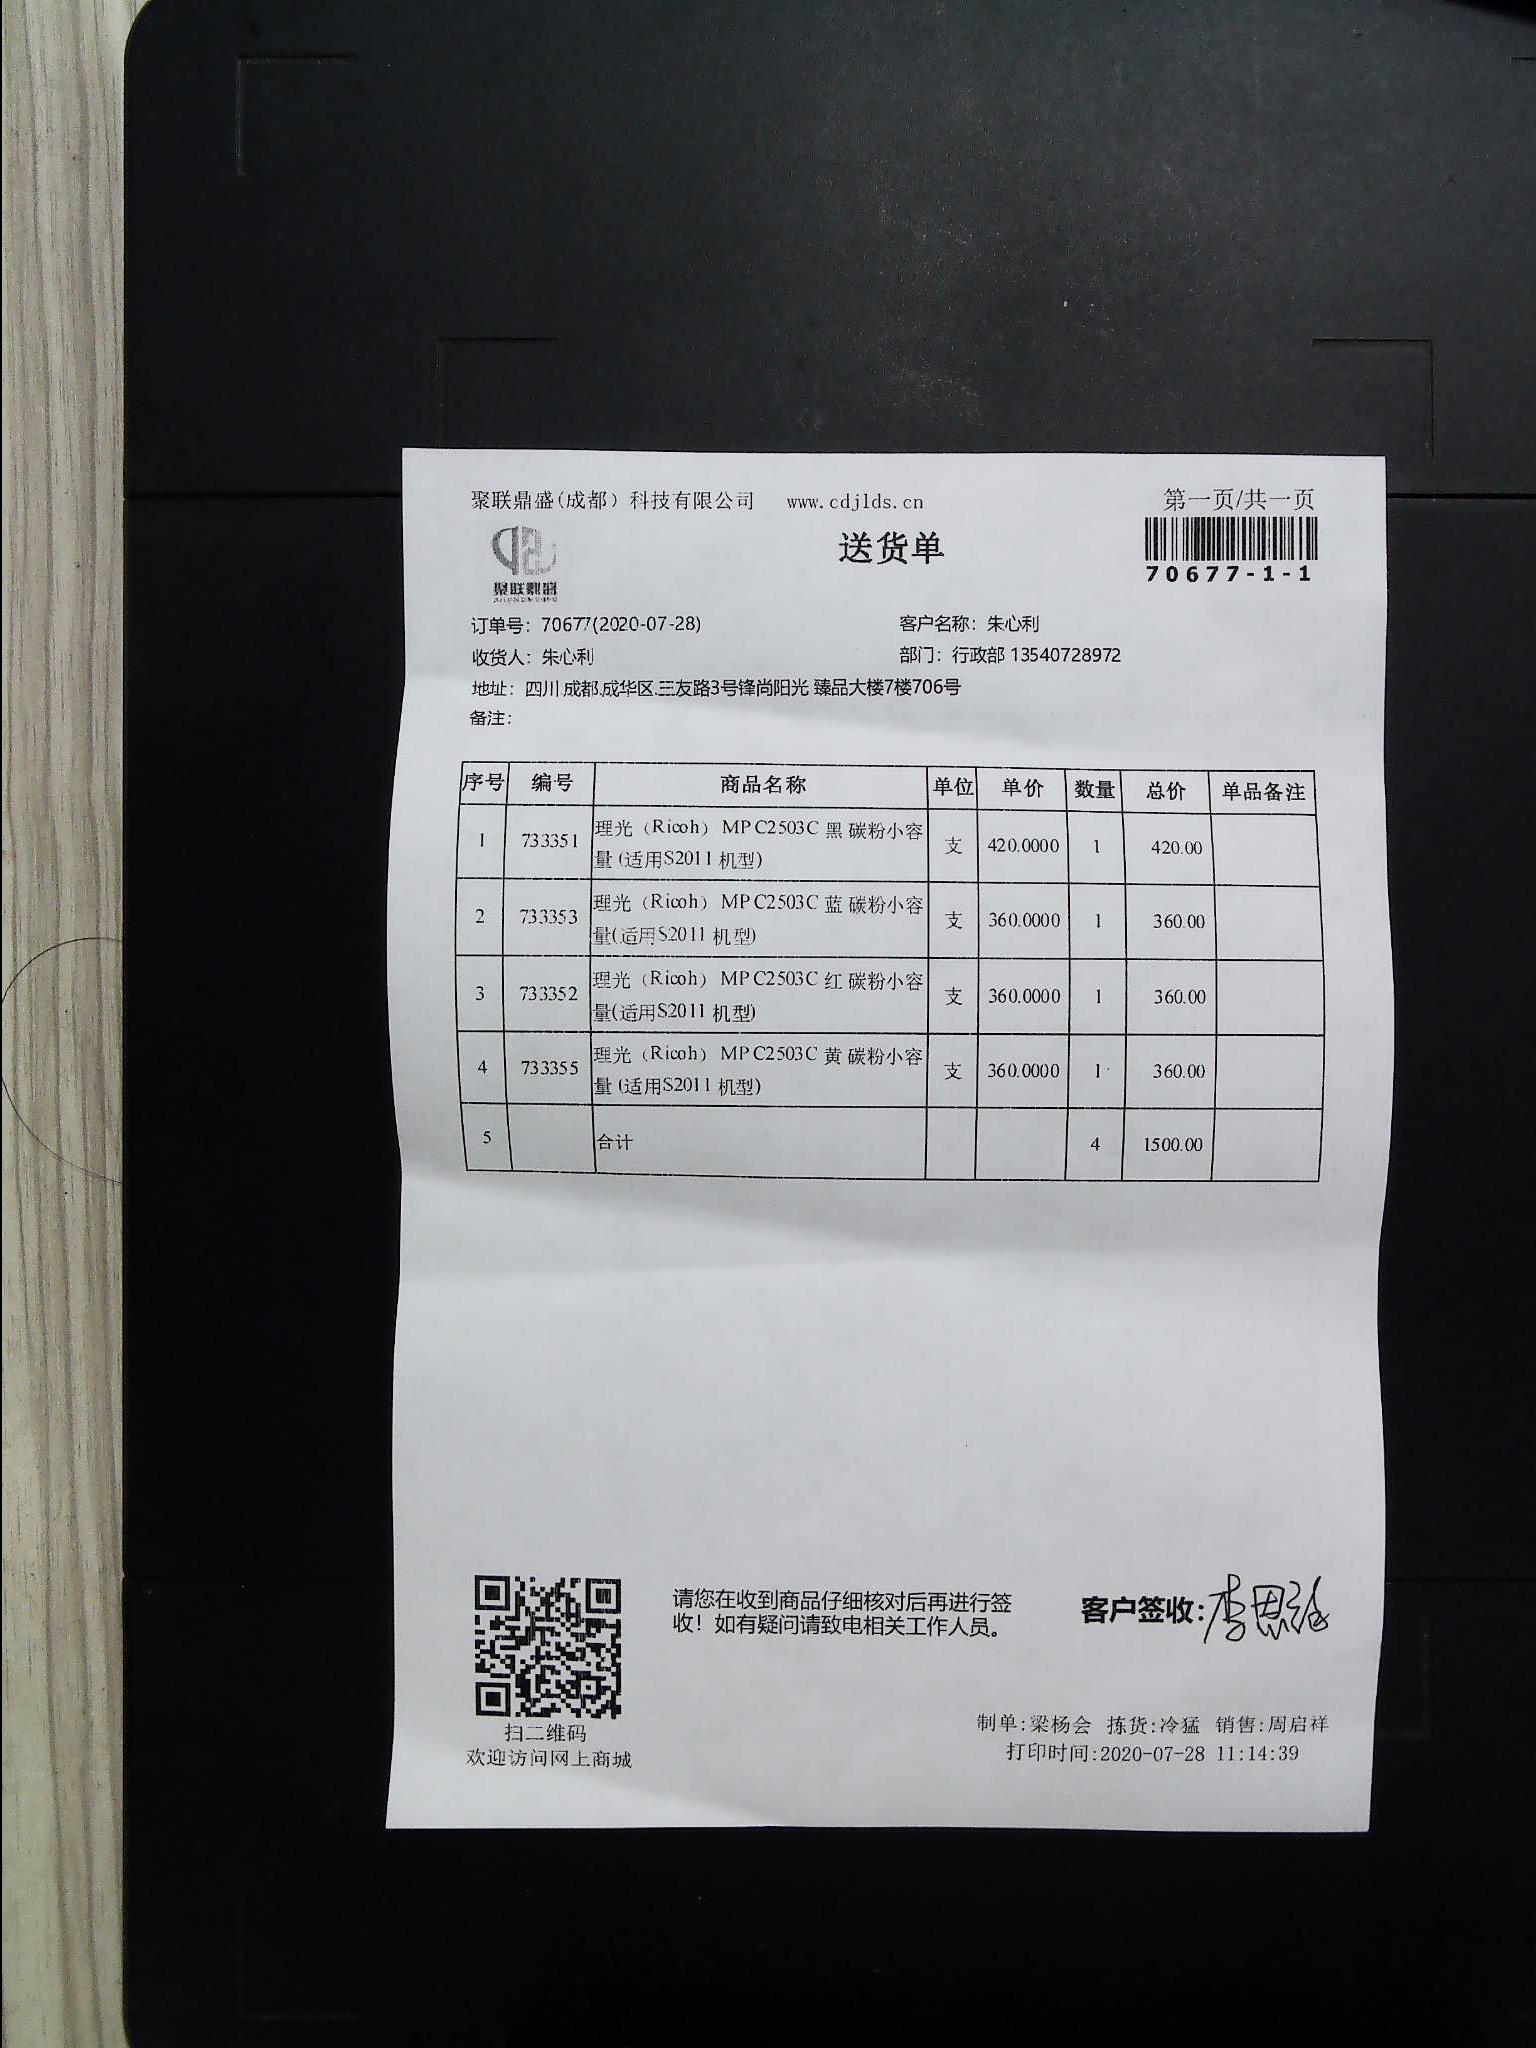 聚联鼎盛(成都)科技有限公司 www.cdjlds.cn 第一页/共一页
聚联鼎盛
送货单
70677-1-1
订单号: 70677(2020-07-28) 客户名称: 朱心利
收货人: 朱心利 部门: 行政部 13540728972
地址: 四川.成都.成华区.三友路3号锋尚阳光 臻品大楼7楼706号
备注:
序号 编号 商品名称 单位 单价 数量 总价 单品备注
1 733351 理光（Ricoh）MP C2503C 黑 碳粉小容量(适用S2011 机型) 支 420.0000 1 420.00
2 733353 理光（Ricoh）MP C2503C 蓝 碳粉小容量(适用S2011 机型) 支 360.0000 1 360.00
3 733352 理光（Ricoh）MP C2503C 红 碳粉小容量(适用S2011 机型) 支 360.0000 1 360.00
4 733355 理光（Ricoh）MP C2503C 黄 碳粉小容量(适用S2011 机型) 支 360.0000 1 360.00
5 合计 4 1500.00
请您在收到商品仔细核对后再进行签
收！如有疑问请致电相关工作人员。
客户签收:
扫二维码
欢迎访问网上商城
制单:梁杨会 拣货:冷猛 销售:周启祥
打印时间:2020-07-28 11:14:39